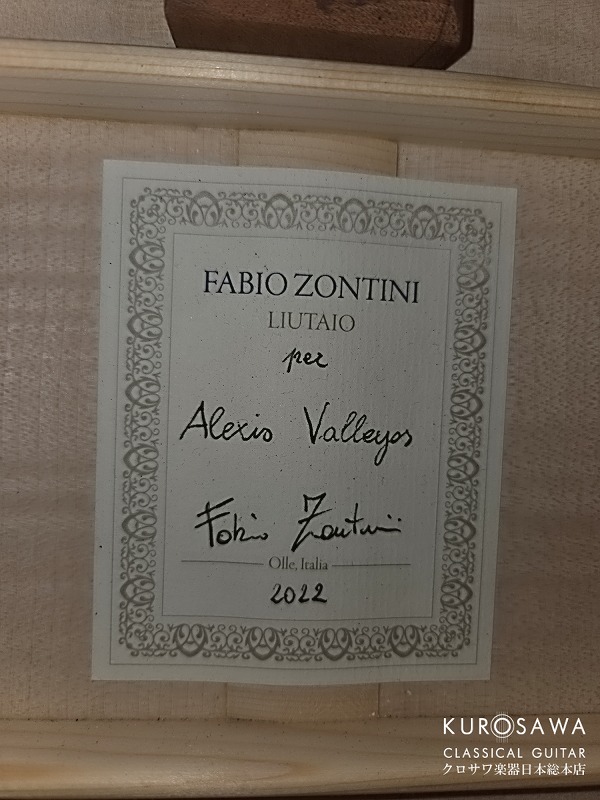 FABIO ZONTINI
LIUTAIO
per
Alexis Valleyos
Fabio Zontini
Olle, Italia
2022
KUROSAWA
CLASSICAL GUITAR
クロサワ楽器日本総本店